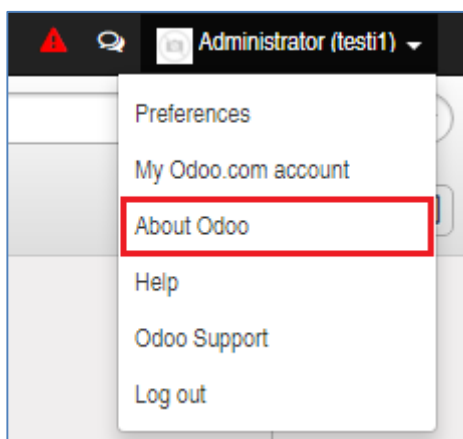 Administrator (testi1)
Preferences
My Odoo.com account
About Odoo
Help
Odoo Support
Log out